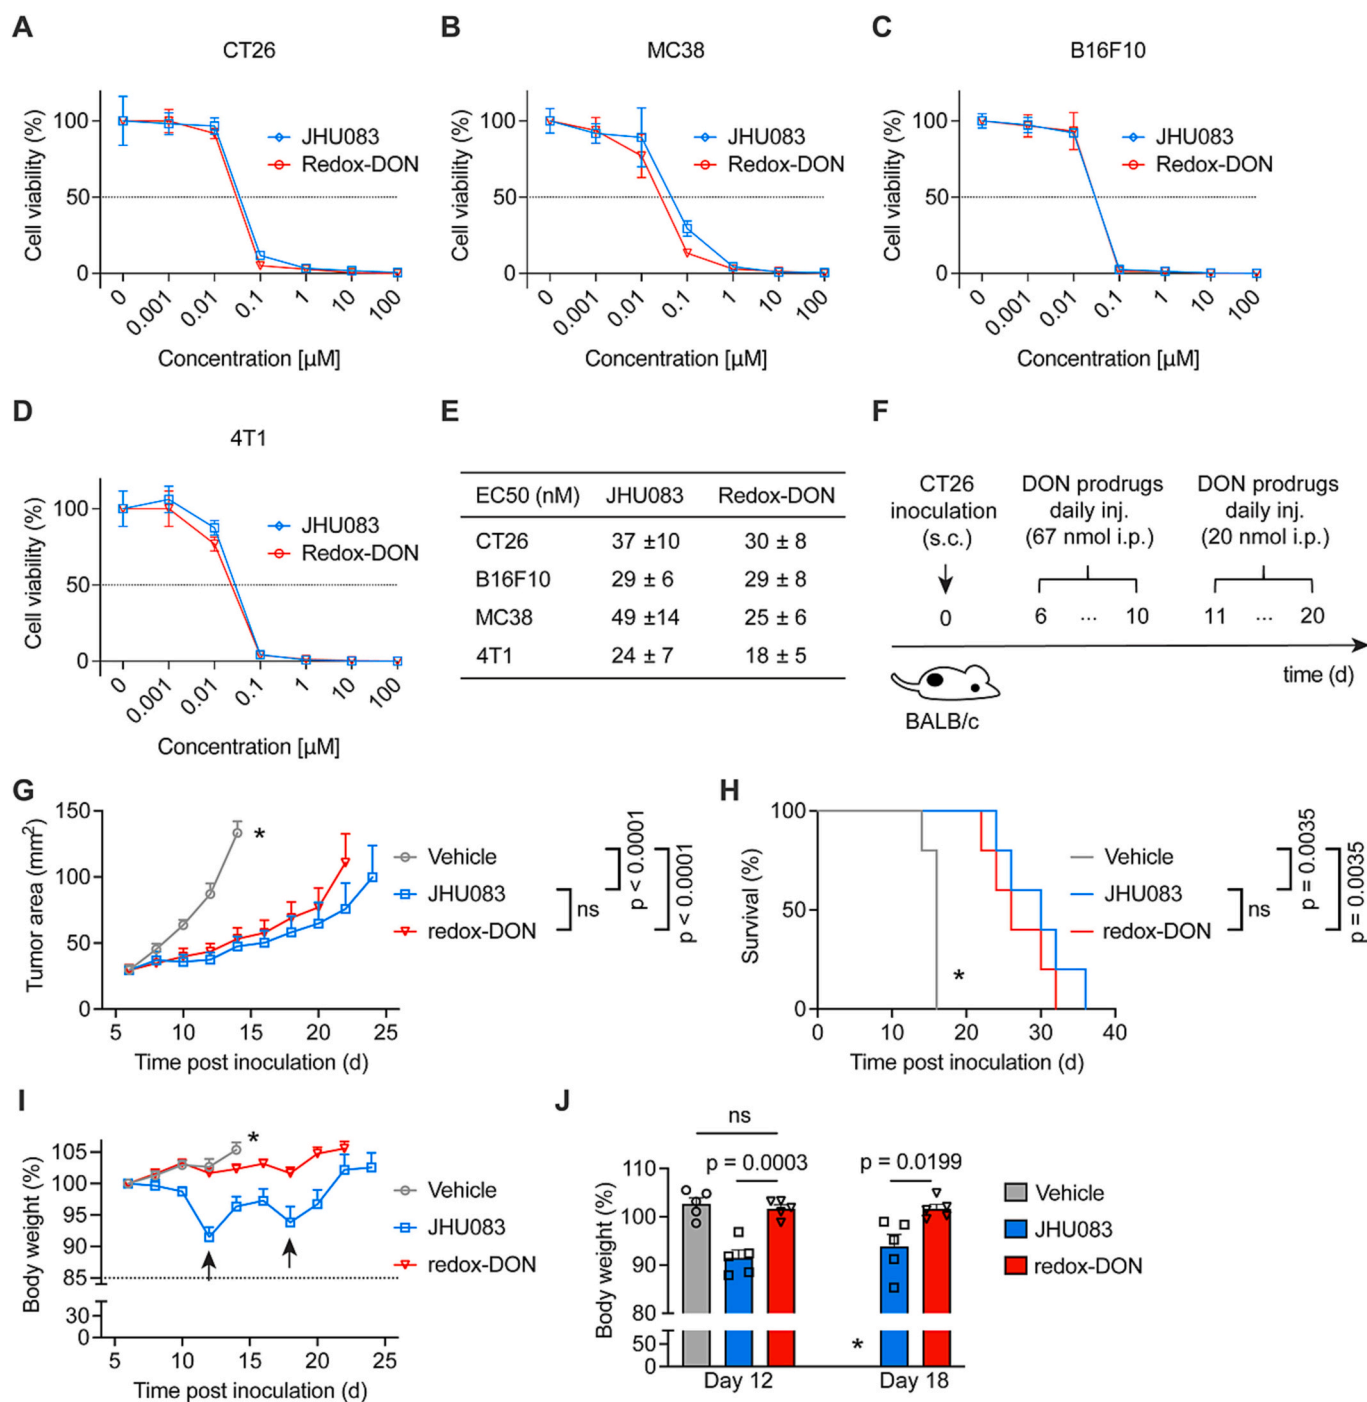 A
CT26
Cell viability (%)
100
50
0
JHU083
Redox-DON
0
0.001
0.01
0.1
1
10
100
Concentration [µM]
B
MC38
Cell viability (%)
100
50
0
JHU083
Redox-DON
0
0.001
0.01
0.1
1
10
100
Concentration [µM]
C
B16F10
Cell viability (%)
100
50
0
JHU083
Redox-DON
0
0.001
0.01
0.1
1
10
100
Concentration [µM]
D
4T1
Cell viability (%)
100
50
0
JHU083
Redox-DON
0
0.001
0.01
0.1
1
10
100
Concentration [µM]
E
EC50 (nM) JHU083 Redox-DON
CT26 37 ±10 30 ± 8
B16F10 29 ± 6 29 ± 8
MC38 49 ±14 25 ± 6
4T1 24 ± 7 18 ± 5
F
CT26
inoculation
(s.c.)
DON prodrugs
daily inj.
(67 nmol i.p.)
DON prodrugs
daily inj.
(20 nmol i.p.)
0 6 ... 10 11 ... 20
time (d)
BALB/c
G
Tumor area (mm²)
150
100
50
0
*
5 10 15 20 25
Time post inoculation (d)
Vehicle
JHU083
redox-DON
ns
p < 0.0001
p < 0.0001
H
Survival (%)
100
50
0
*
0 10 20 30 40
Time post inoculation (d)
Vehicle
JHU083
redox-DON
ns
p = 0.0035
p = 0.0035
I
Body weight (%)
105
100
95
90
85
30
0
*
5 10 15 20 25
Time post inoculation (d)
Vehicle
JHU083
redox-DON
J
Body weight (%)
110
100
90
80
50
0
ns
p = 0.0003
p = 0.0199
*
Day 12 Day 18
Vehicle
JHU083
redox-DON